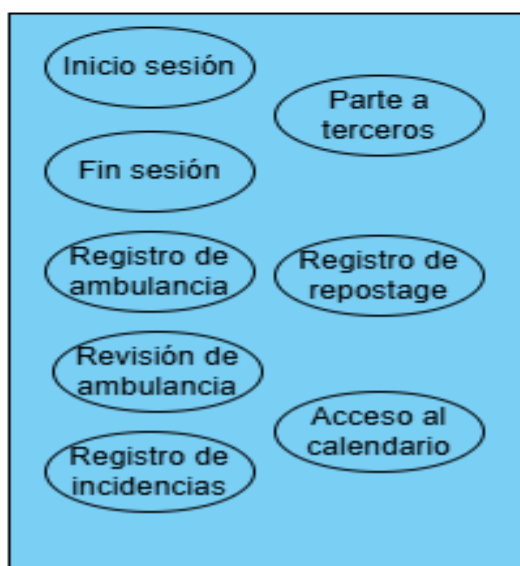 Inicio sesión
Parte a
terceros
Fin sesión
Registro de
ambulancia
Registro de
repostage
Revisión de
ambulancia
Acceso al
calendario
Registro de
incidencias